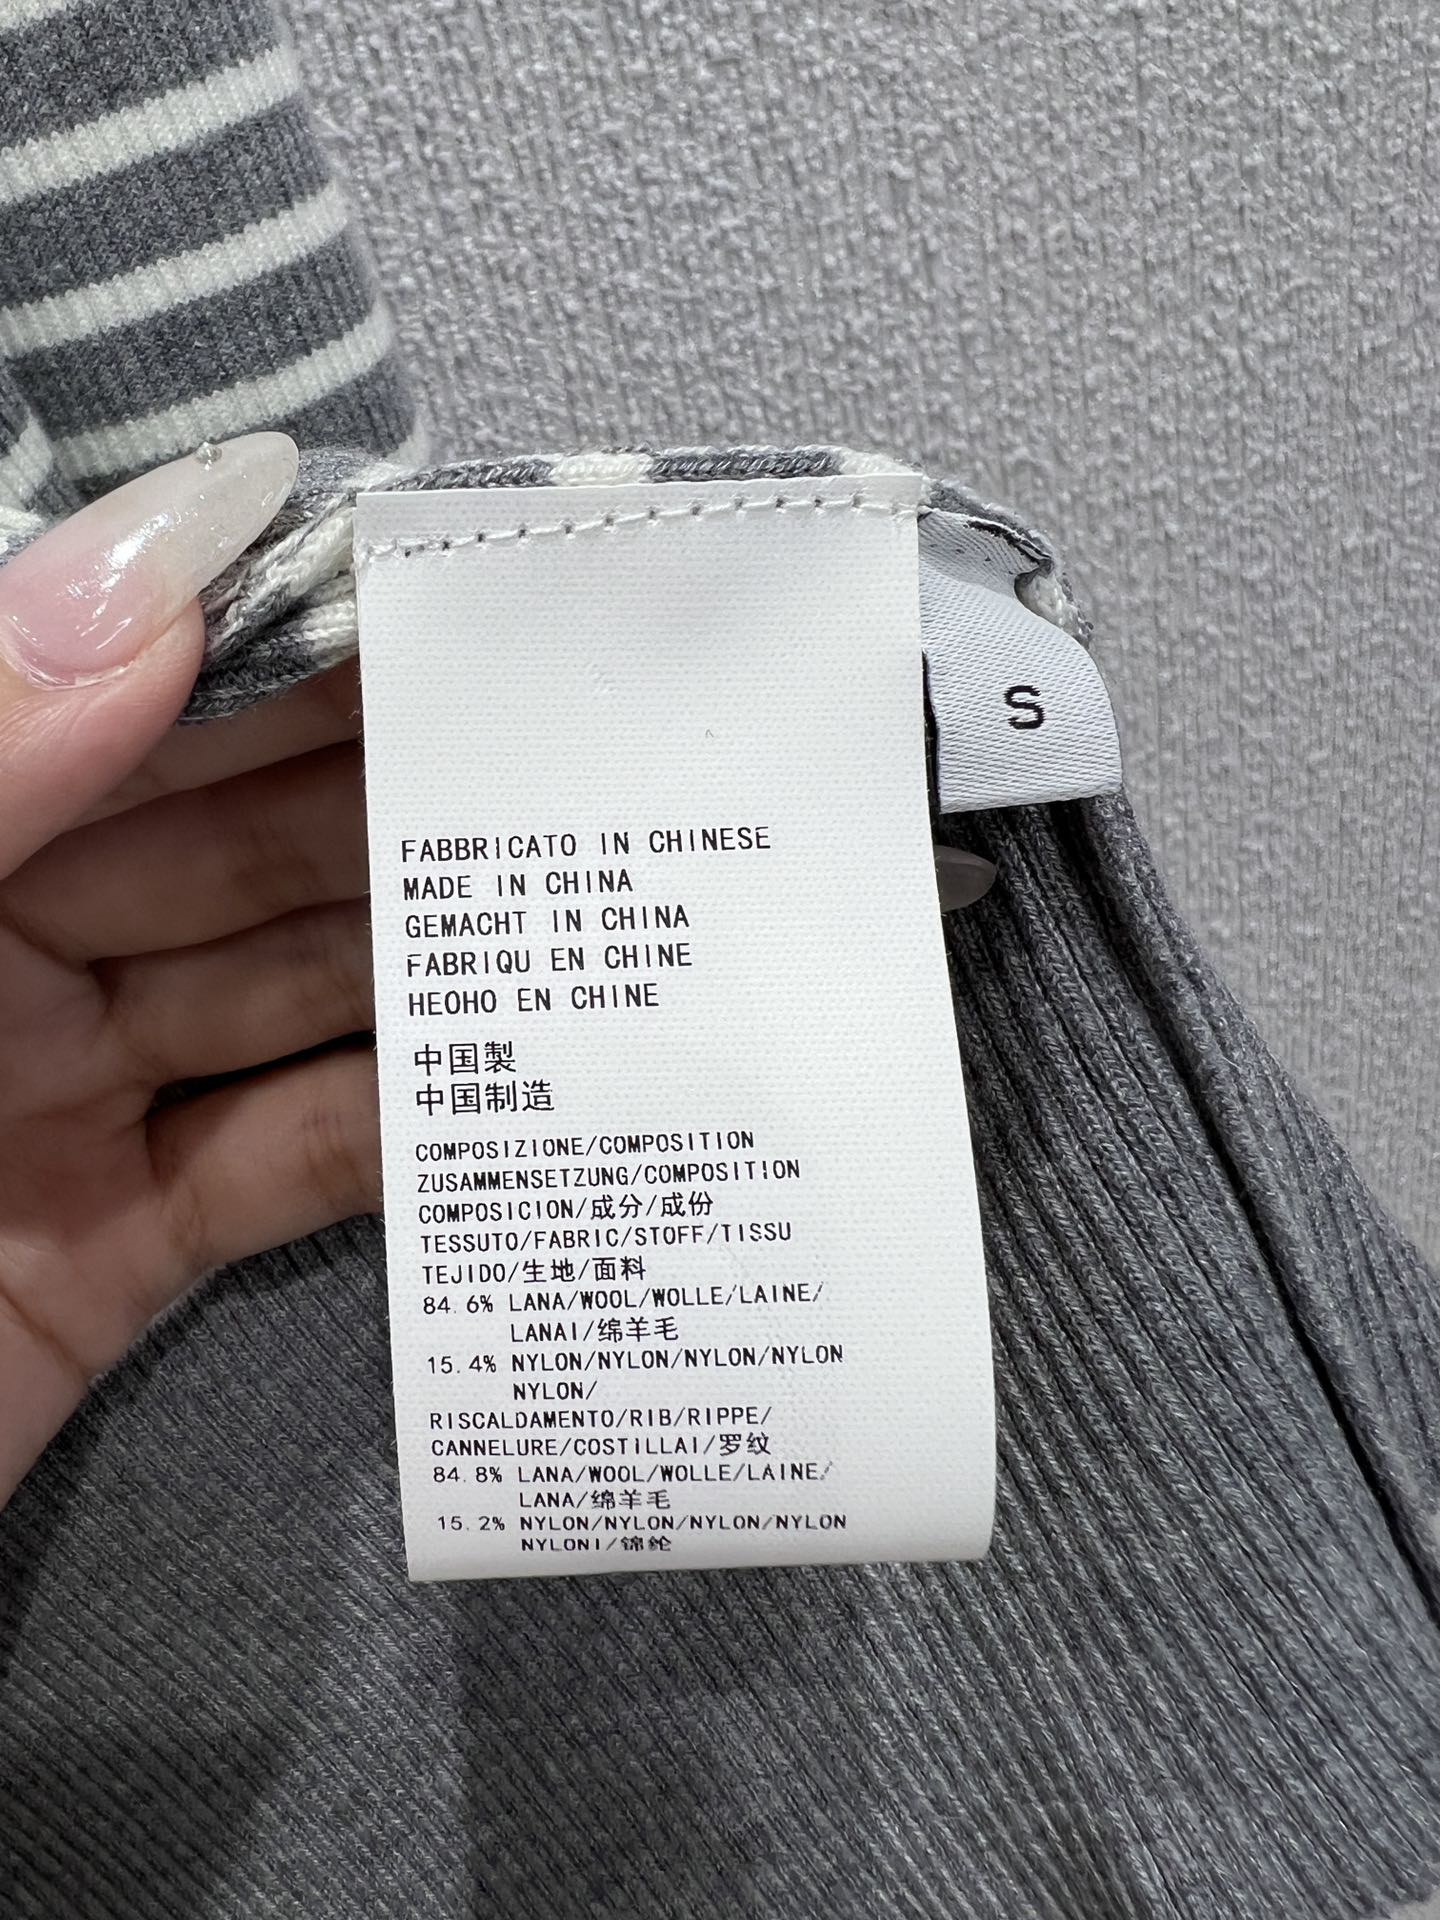 S
FABBRICATO IN CHINESE
MADE IN CHINA
GEMACHT IN CHINA
FABRIQU EN CHINE
HEOHO EN CHINE
中国製
中国制造
COMPOSIZIONE/COMPOSITION
ZUSAMMENSETZUNG/COMPOSITION
COMPOSICION/成分/成份
TESSUTO/FABRIC/STOFF/TISSU
TEJIDO/生地/面料
84.6% LANA/WOOL/WOLLE/LAINE/
LANAI/绵羊毛
15.4% NYLON/NYLON/NYLON/NYLON
NYLON/
RISCALDAMENTO/RIB/RIPPE/
CANNELURE/COSTILLAI/罗纹
84.8% LANA/WOOL/WOLLE/LAINE/
LANA/绵羊毛
15.2% NYLON/NYLON/NYLON/NYLON
NYLONI/锦纶